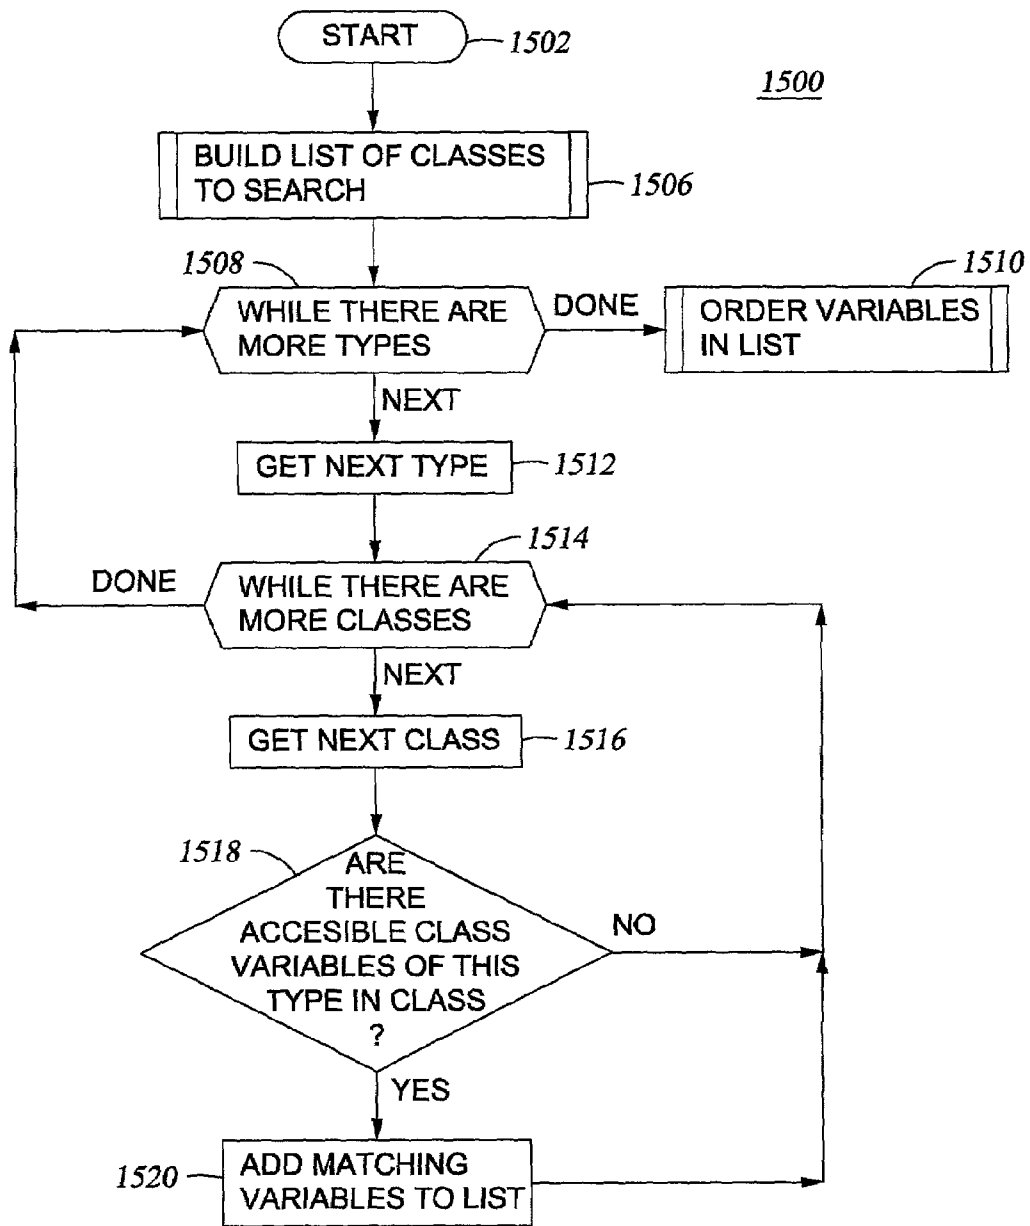 START
1502
1500
BUILD LIST OF CLASSES
TO SEARCH
1506
1508
WHILE THERE ARE
MORE TYPES
DONE
1510
ORDER VARIABLES
IN LIST
NEXT
GET NEXT TYPE
1512
1514
DONE
WHILE THERE ARE
MORE CLASSES
NEXT
GET NEXT CLASS
1516
1518
ARE
THERE
ACCESIBLE CLASS
VARIABLES OF THIS
TYPE IN CLASS
?
NO
YES
1520
ADD MATCHING
VARIABLES TO LIST